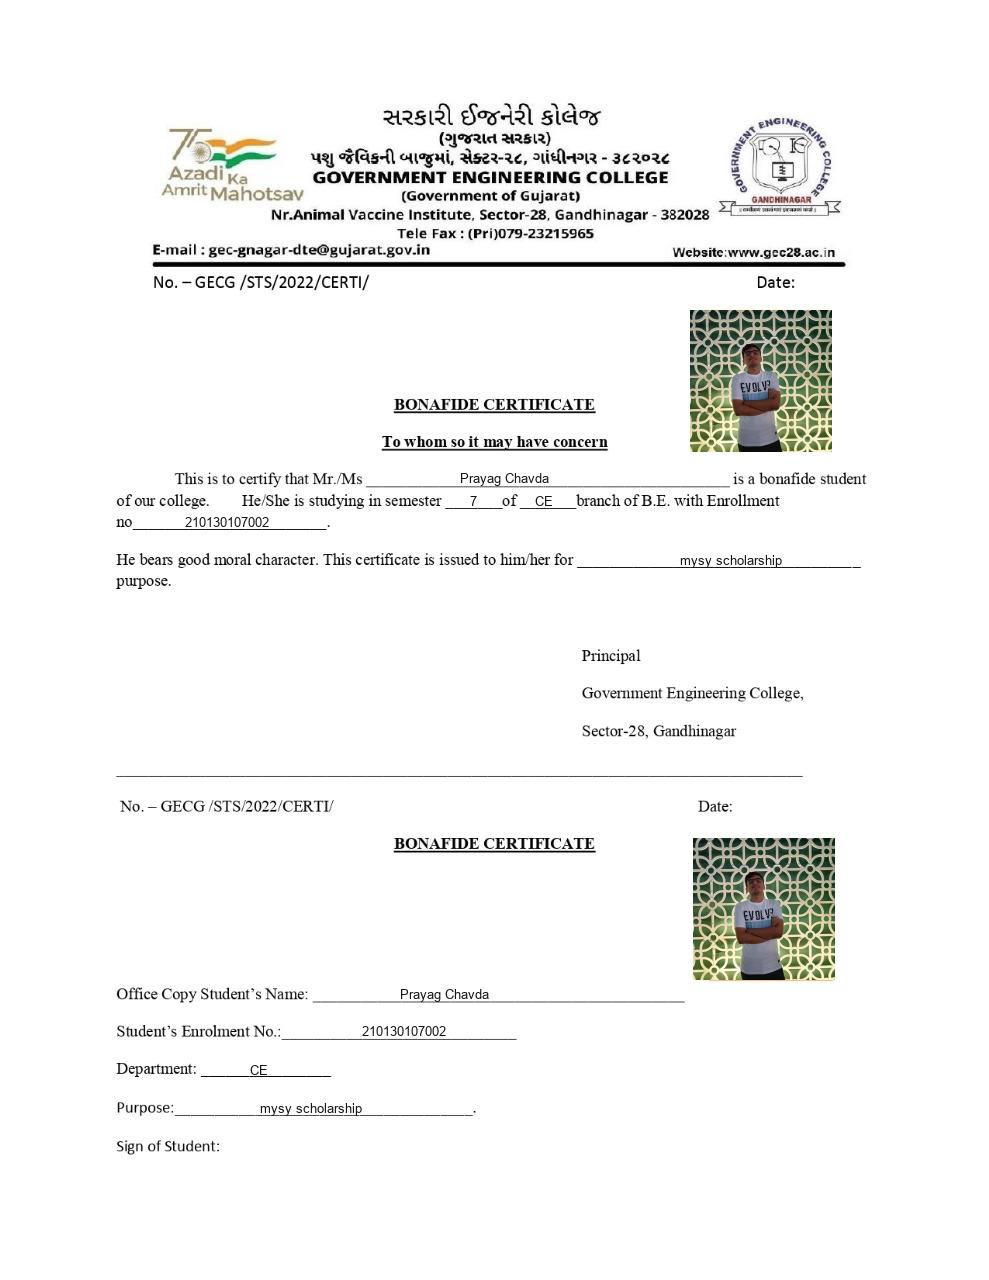 સરકારી ઈજનેરી કોલેજ
(ગુજરાત સરકાર)
પશુ જૈવિકની બાજુમાં, સેક્ટર-૨૮, ગાંધીનગર - ૩૮૨૦૨૮
GOVERNMENT ENGINEERING COLLEGE
(Government of Gujarat)
Nr.Animal Vaccine Institute, Sector-28, Gandhinagar - 382028
Tele Fax : (Pri)079-23215965
75
Azadi Ka
Amrit Mahotsav
GOVERNMENT ENGINEERING COLLEGE
GANDHINAGAR
E-mail : gec-gnagar-dte@gujarat.gov.in Website:www.gec28.ac.in
No. – GECG /STS/2022/CERTI/ Date:
EVOLV?
BONAFIDE CERTIFICATE
To whom so it may have concern
This is to certify that Mr./Ms Prayag Chavda is a bonafide student
of our college. He/She is studying in semester 7 of CE branch of B.E. with Enrollment
no 210130107002 .
He bears good moral character. This certificate is issued to him/her for mysy scholarship
purpose.
Principal
Government Engineering College,
Sector-28, Gandhinagar
No. – GECG /STS/2022/CERTI/ Date:
BONAFIDE CERTIFICATE
EVOLV?
Office Copy Student’s Name: Prayag Chavda
Student’s Enrolment No.: 210130107002
Department: CE
Purpose: mysy scholarship .
Sign of Student: